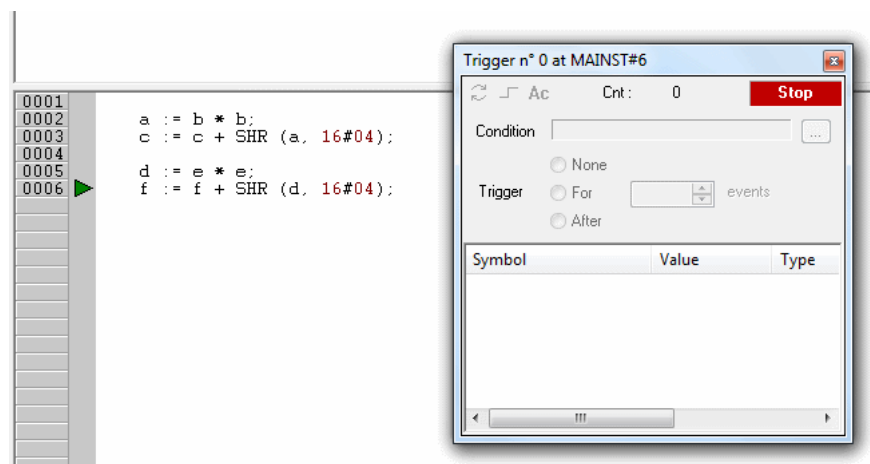 0001
0002 a := b * b;
0003 c := c + SHR (a, 16#04);
0004
0005 d := e * e;
0006 f := f + SHR (d, 16#04);
Trigger n° 0 at MAINST#6
Ac Cnt: 0 Stop
Condition ...
None
Trigger For events
After
Symbol Value Type